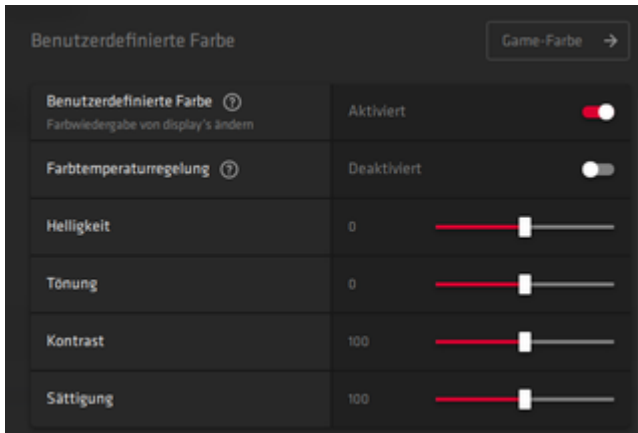 Benutzerdefinierte Farbe
Game-Farbe
Benutzerdefinierte Farbe
Aktiviert
Farbwiedergabe von display's ändern
Farbtemperaturregelung
Deaktiviert
Helligkeit
0
Tönung
0
Kontrast
100
Sättigung
100